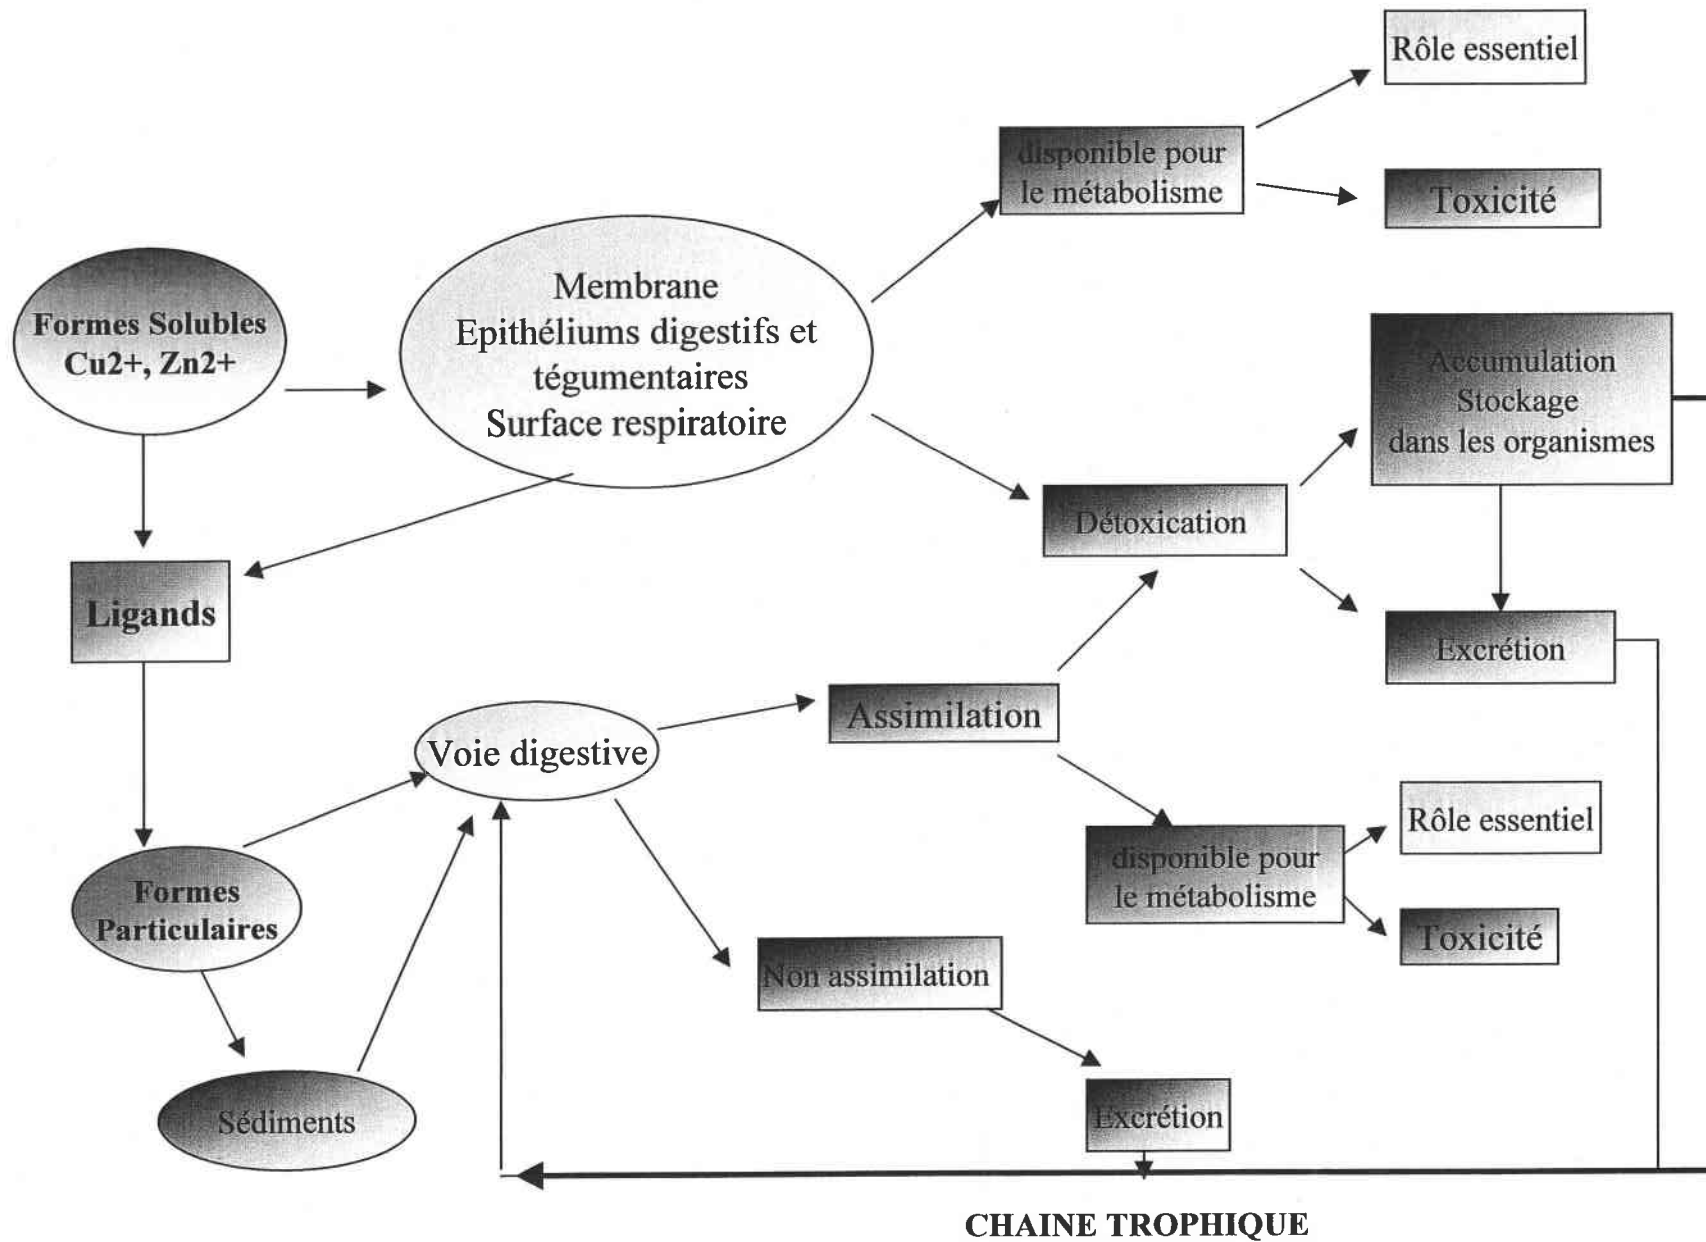 Rôle essentiel
disponible pour
le métabolisme
Toxicité
Formes Solubles
Cu2+, Zn2+
Membrane
Epithéliums digestifs et
tégumentaires
Surface respiratoire
Accumulation
Stockage
dans les organismes
Détoxication
Ligands
Excrétion
Assimilation
Voie digestive
Rôle essentiel
disponible pour
le métabolisme
Toxicité
Formes
Particulaires
Non assimilation
Sédiments
Excrétion
CHAINE TROPHIQUE